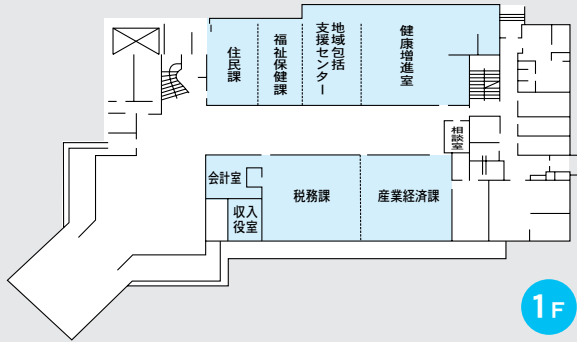 住民課
福祉保健課
地域包括
支援センター
健康増進室
相談室
会計室
収入
役室
税務課
産業経済課
1F